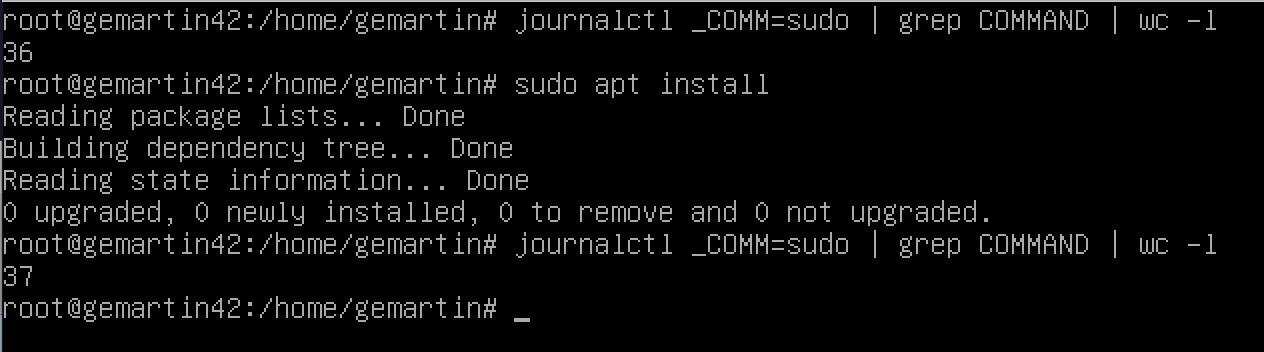 root@gemartin42:/home/gemartin# journalctl _COMM=sudo | grep COMMAND | wc -l
36
root@gemartin42:/home/gemartin# sudo apt install
Reading package lists... Done
Building dependency tree... Done
Reading state information... Done
0 upgraded, 0 newly installed, 0 to remove and 0 not upgraded.
root@gemartin42:/home/gemartin# journalctl _COMM=sudo | grep COMMAND | wc -l
37
root@gemartin42:/home/gemartin# _